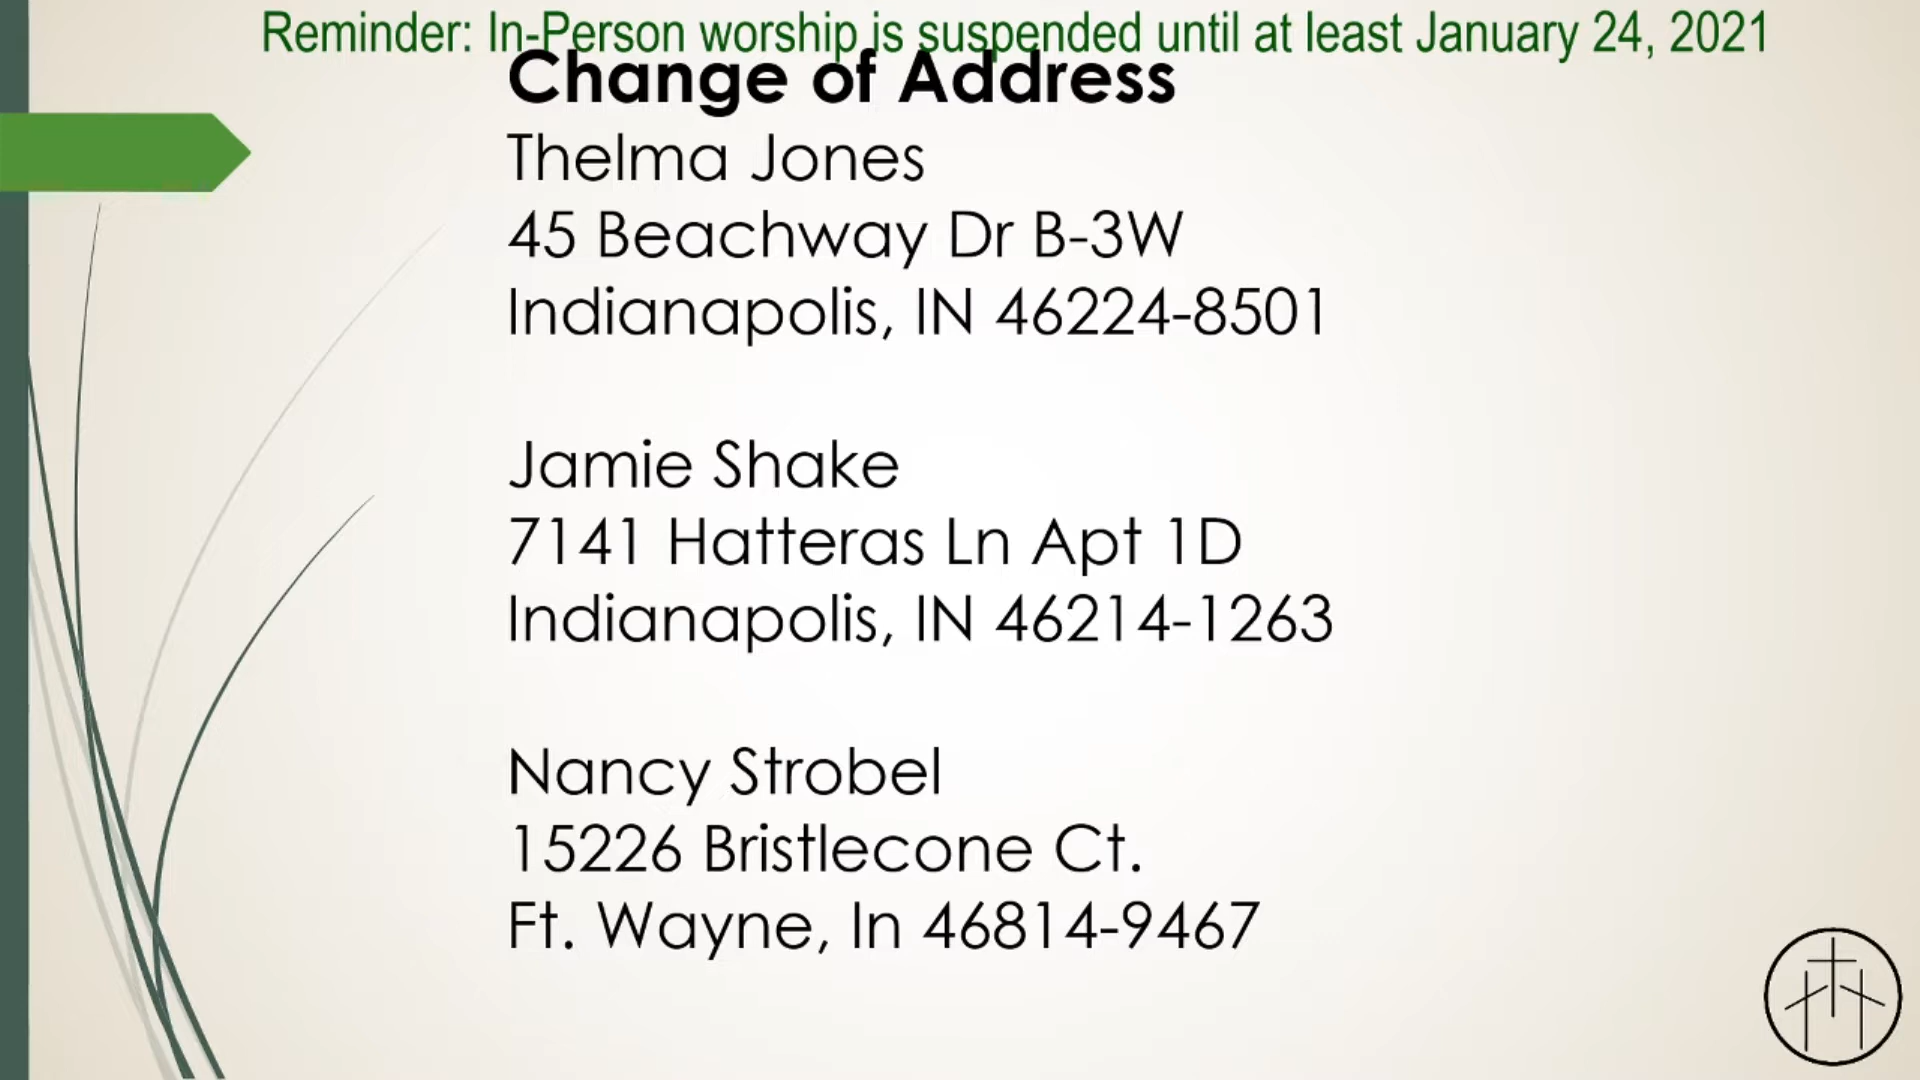 Reminder: In-Person worship is suspended until at least January 24, 2021
Change of Address
Thelma Jones
45 Beachway Dr B-3W
Indianapolis, IN 46224-8501
Jamie Shake
7141 Hatteras Ln Apt 1D
Indianapolis, IN 46214-1263
Nancy Strobel
15226 Bristlecone Ct.
Ft. Wayne, In 46814-9467